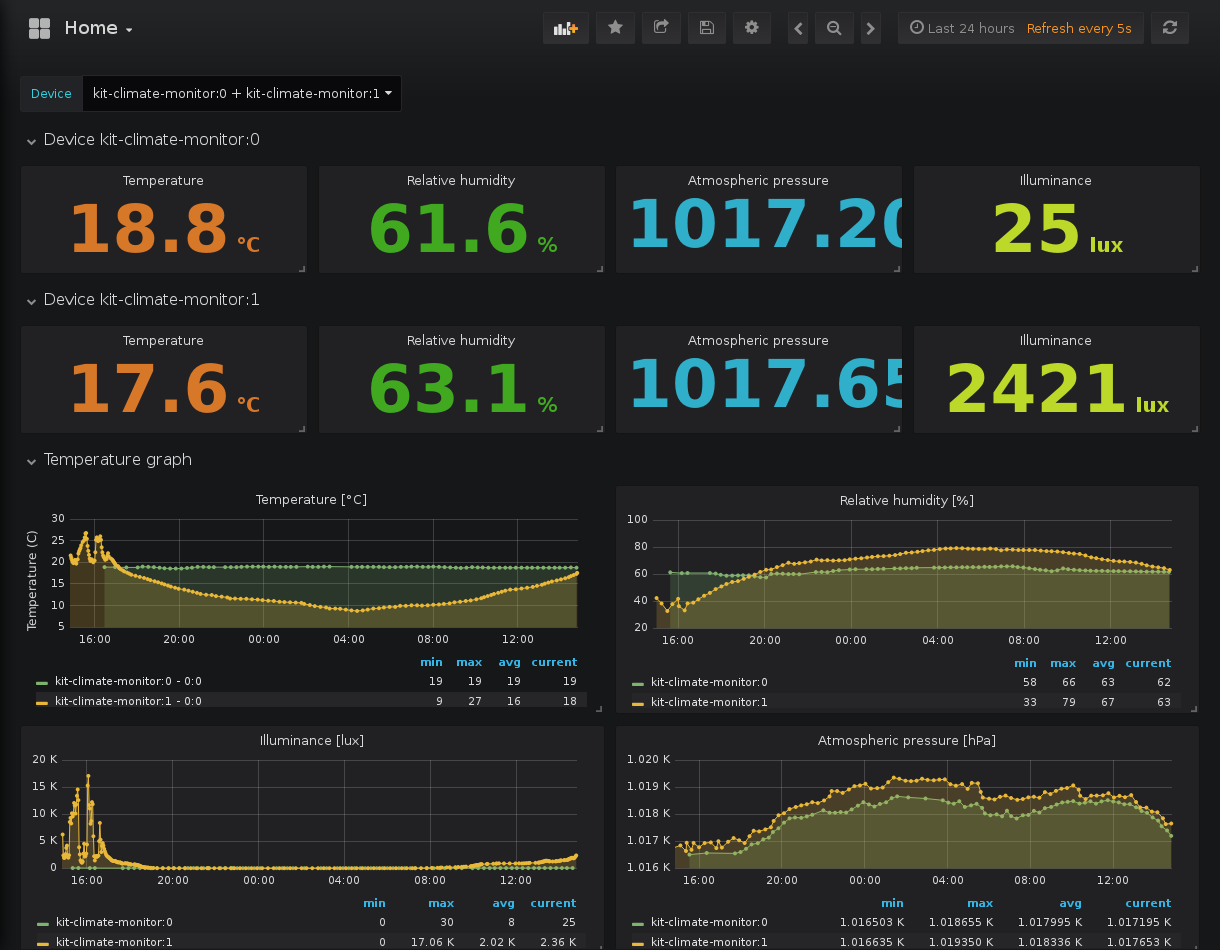 Home
Last 24 hours Refresh every 5s
Device kit-climate-monitor:0 + kit-climate-monitor:1
Device kit-climate-monitor:0
Temperature Relative humidity Atmospheric pressure Illuminance
18.8 °C 61.6 % 1017.20 25 lux
Device kit-climate-monitor:1
Temperature Relative humidity Atmospheric pressure Illuminance
17.6 °C 63.1 % 1017.65 2421 lux
Temperature graph
Temperature [°C]
Temperature (C)
30
25
20
15
10
5
16:00 20:00 00:00 04:00 08:00 12:00
min max avg current
kit-climate-monitor:0 - 0:0 19 19 19 19
kit-climate-monitor:1 - 0:0 9 27 16 18
Relative humidity [%]
100
80
60
40
20
16:00 20:00 00:00 04:00 08:00 12:00
min max avg current
kit-climate-monitor:0 58 66 63 62
kit-climate-monitor:1 33 79 67 63
Illuminance [lux]
20 K
15 K
10 K
5 K
0
16:00 20:00 00:00 04:00 08:00 12:00
min max avg current
kit-climate-monitor:0 0 30 8 25
kit-climate-monitor:1 0 17.06 K 2.02 K 2.36 K
Atmospheric pressure [hPa]
1.020 K
1.019 K
1.018 K
1.017 K
1.016 K
16:00 20:00 00:00 04:00 08:00 12:00
min max avg current
kit-climate-monitor:0 1.016503 K 1.018655 K 1.017995 K 1.017195 K
kit-climate-monitor:1 1.016635 K 1.019350 K 1.018336 K 1.017653 K